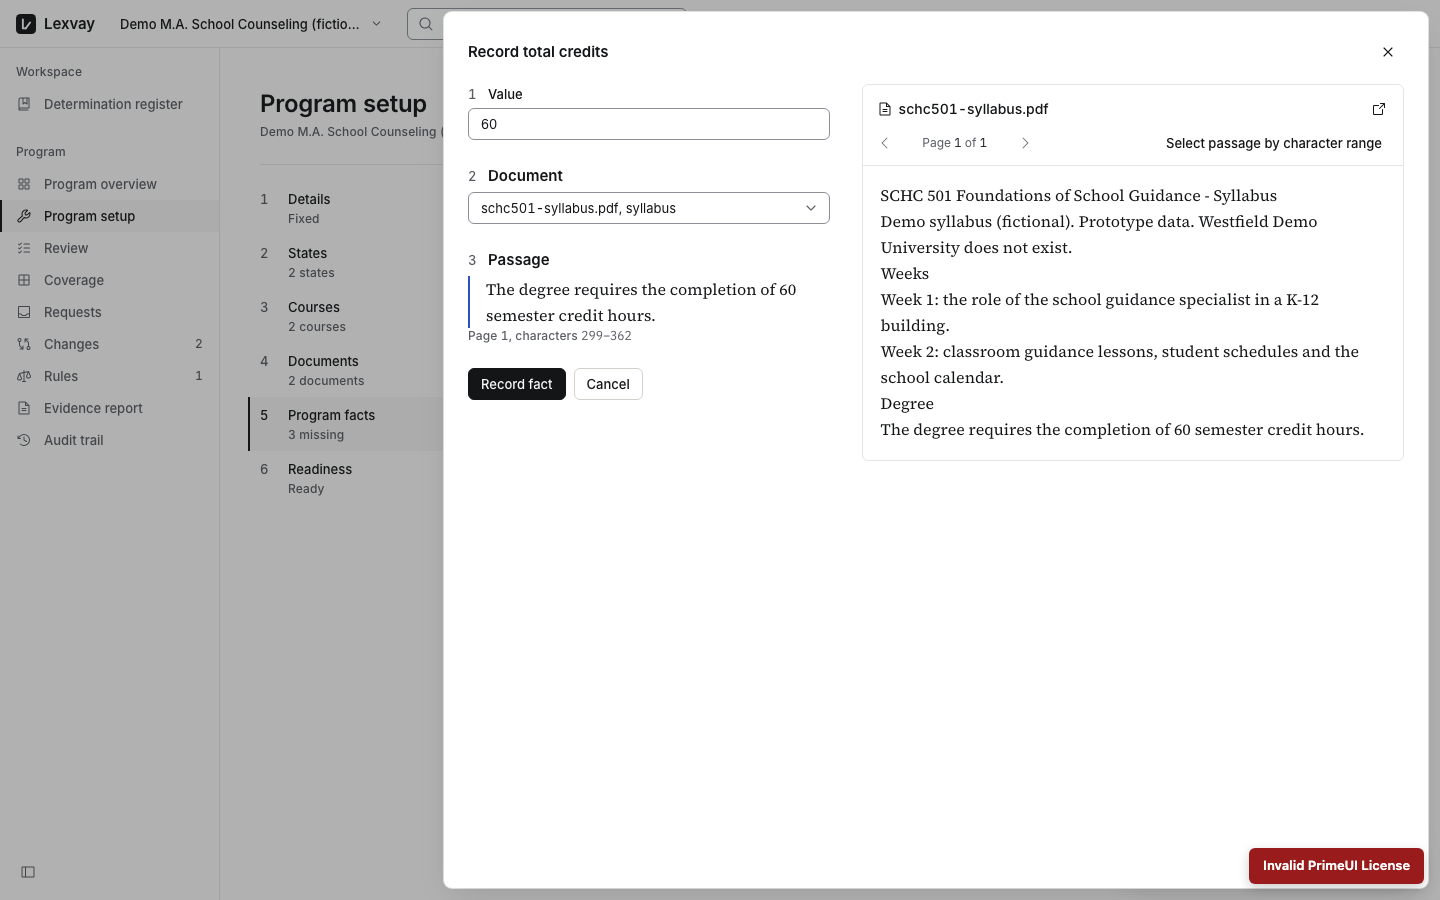 Lexvay
Demo M.A. School Counseling (fictio...
Workspace
Determination register
Program
Program overview
Program setup
Review
Coverage
Requests
Changes 2
Rules 1
Evidence report
Audit trail
Program setup
Demo M.A. School Counseling (
1 Details
Fixed
2 States
2 states
3 Courses
2 courses
4 Documents
2 documents
5 Program facts
3 missing
6 Readiness
Ready
Record total credits
1 Value
60
2 Document
schc501-syllabus.pdf, syllabus
3 Passage
The degree requires the completion of 60
semester credit hours.
Page 1, characters 299–362
Record fact
Cancel
schc501-syllabus.pdf
Page 1 of 1
Select passage by character range
SCHC 501 Foundations of School Guidance - Syllabus
Demo syllabus (fictional). Prototype data. Westfield Demo
University does not exist.
Weeks
Week 1: the role of the school guidance specialist in a K-12
building.
Week 2: classroom guidance lessons, student schedules and the
school calendar.
Degree
The degree requires the completion of 60 semester credit hours.
Invalid PrimeUI License